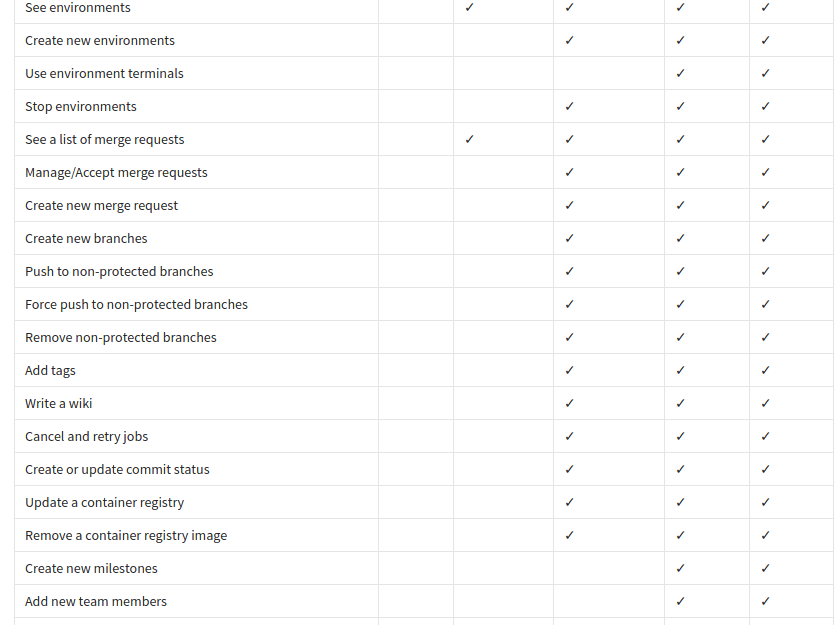 See environments ✓ ✓ ✓ ✓
Create new environments ✓ ✓ ✓
Use environment terminals ✓ ✓
Stop environments ✓ ✓ ✓
See a list of merge requests ✓ ✓ ✓ ✓
Manage/Accept merge requests ✓ ✓ ✓
Create new merge request ✓ ✓ ✓
Create new branches ✓ ✓ ✓
Push to non-protected branches ✓ ✓ ✓
Force push to non-protected branches ✓ ✓ ✓
Remove non-protected branches ✓ ✓ ✓
Add tags ✓ ✓ ✓
Write a wiki ✓ ✓ ✓
Cancel and retry jobs ✓ ✓ ✓
Create or update commit status ✓ ✓ ✓
Update a container registry ✓ ✓ ✓
Remove a container registry image ✓ ✓ ✓
Create new milestones ✓ ✓
Add new team members ✓ ✓